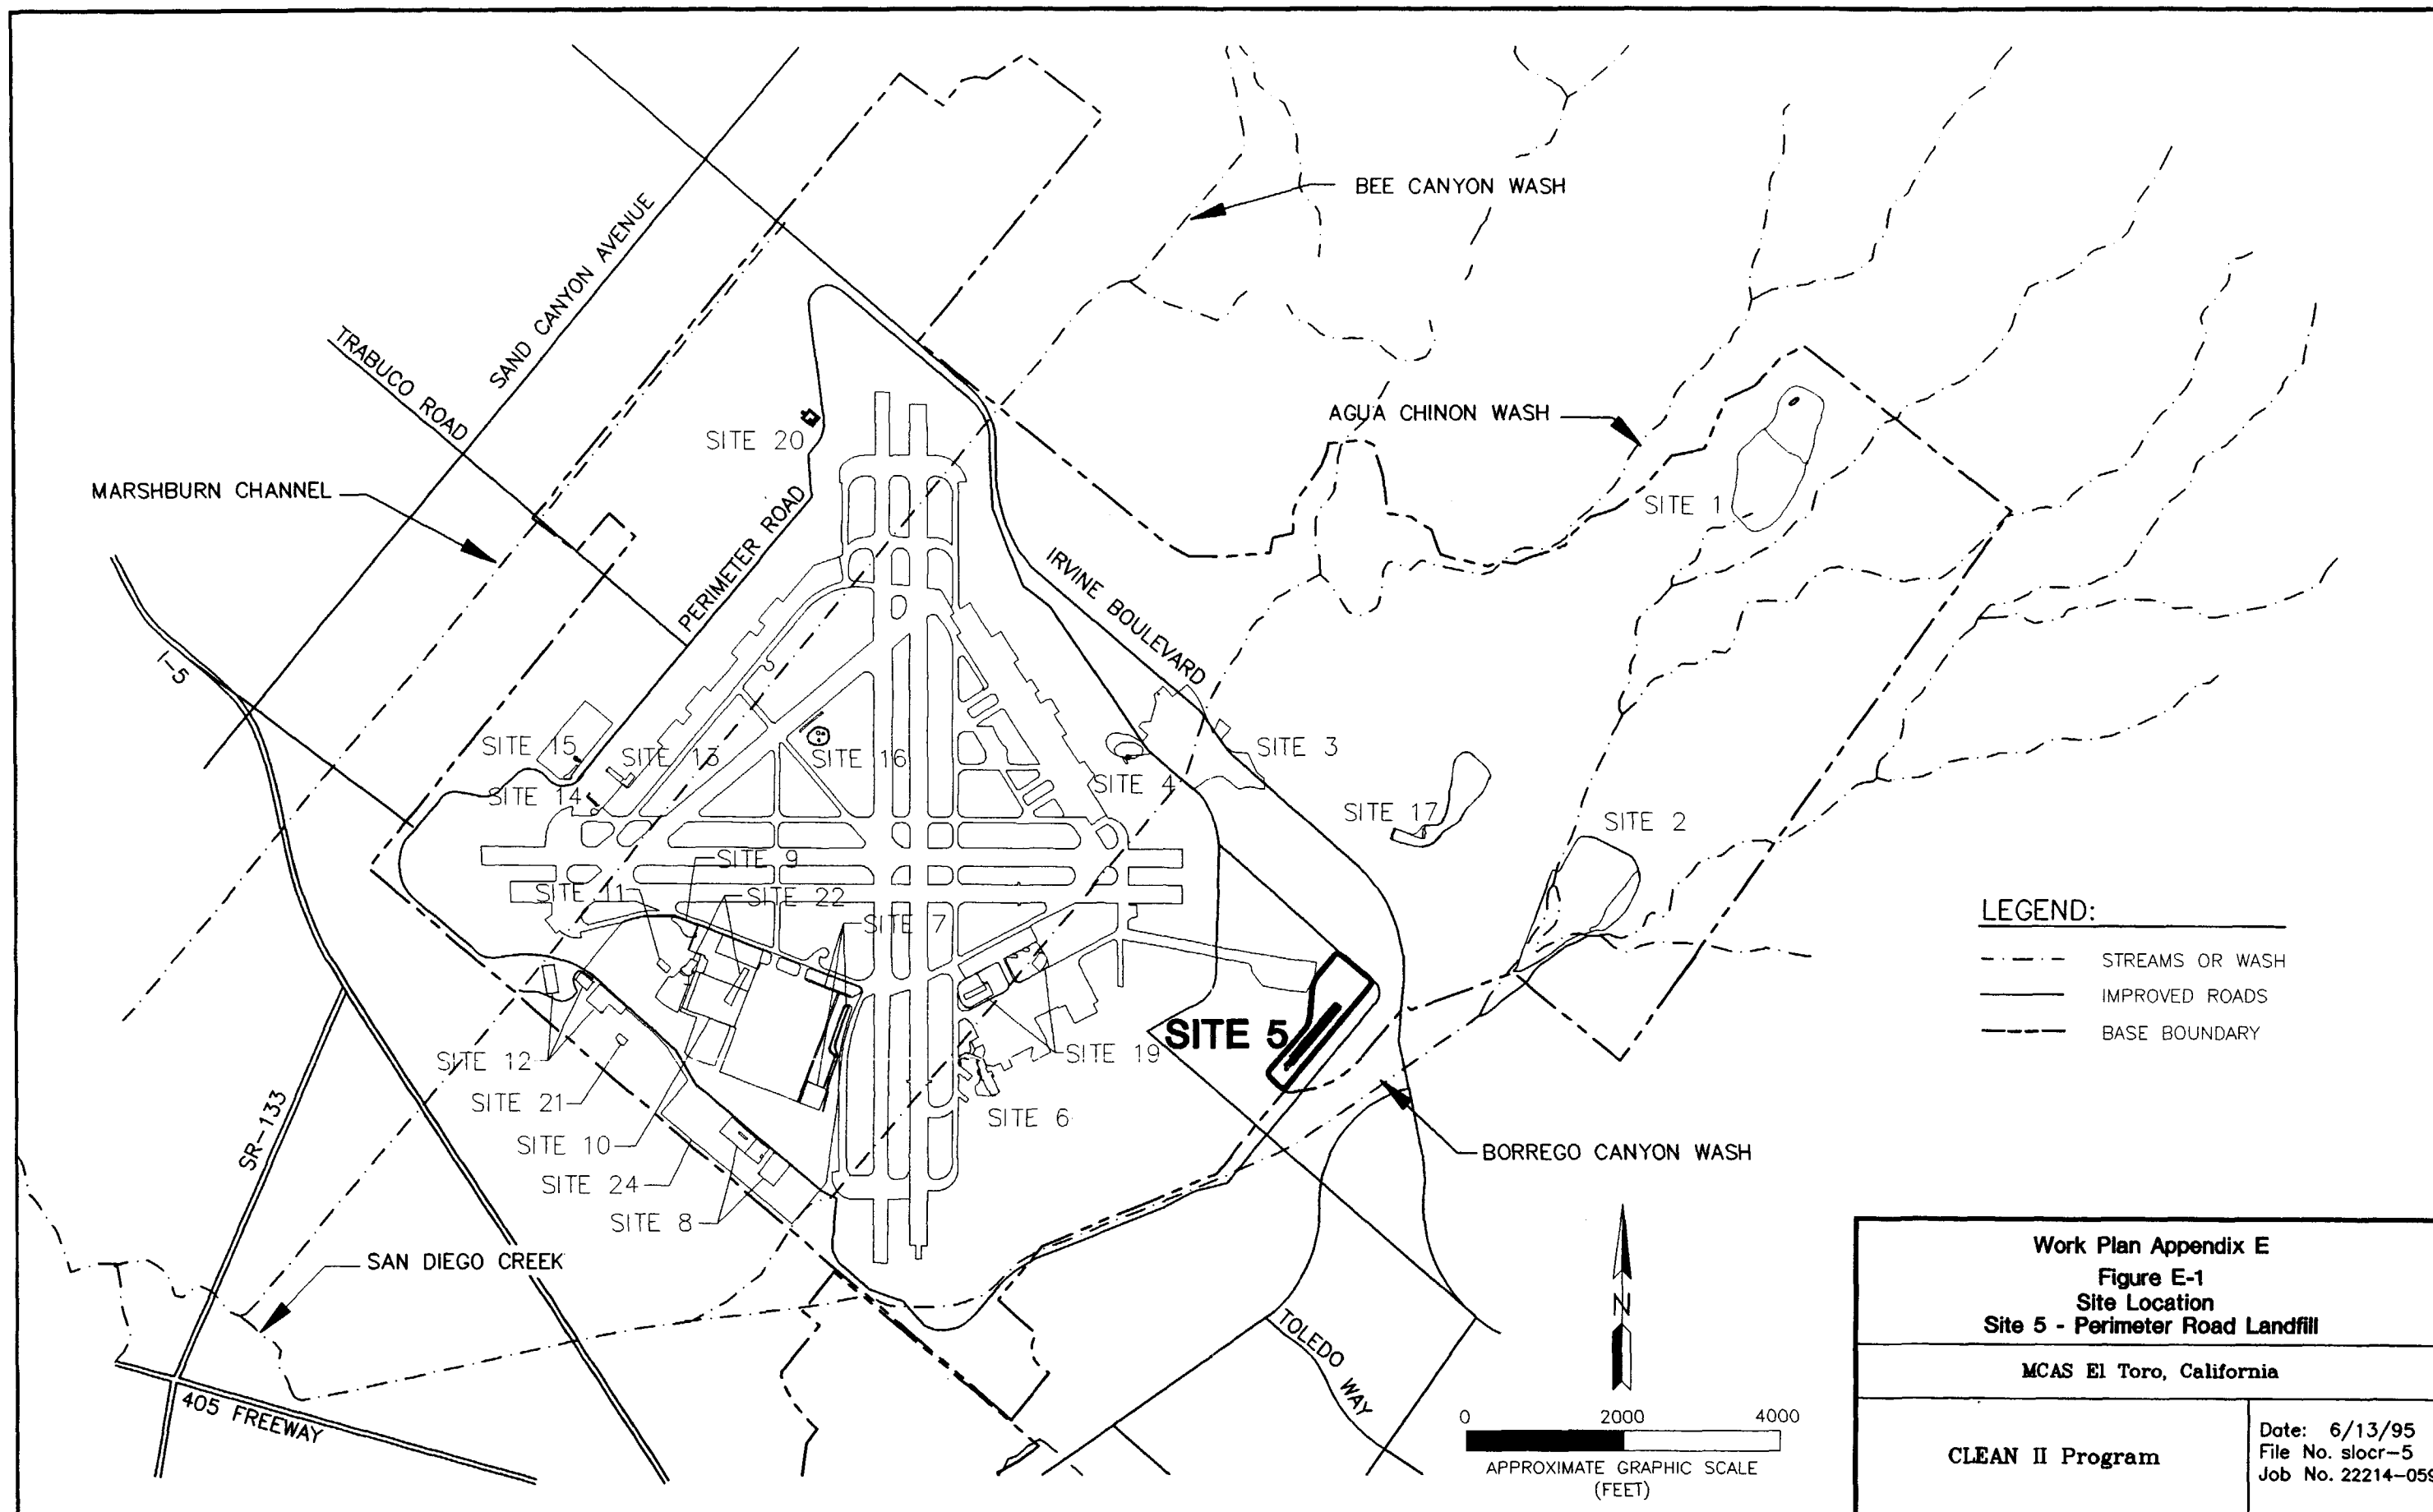 BEE CANYON WASH
SAND CANYON AVENUE
TRABUCO ROAD
AGUA CHINON WASH
SITE 20
MARSHBURN CHANNEL
SITE 1
PERIMETER ROAD
IRVINE BOULEVARD
I-5
SITE 15
SITE 13
SITE 16
SITE 3
SITE 4
SITE 14
SITE 17
SITE 2
SITE 9
SITE 11
SITE 22
SITE 7
LEGEND:
STREAMS OR WASH
IMPROVED ROADS
BASE BOUNDARY
SITE 5
SITE 12
SITE 19
SITE 21
SITE 6
SR-133
SITE 10
BORREGO CANYON WASH
SITE 24
SITE 8
SAN DIEGO CREEK
N
TOLEDO WAY
405 FREEWAY
0 2000 4000
APPROXIMATE GRAPHIC SCALE
(FEET)
Work Plan Appendix E
Figure E-1
Site Location
Site 5 - Perimeter Road Landfill
MCAS El Toro, California
CLEAN II Program
Date: 6/13/95
File No. slocr-5
Job No. 22214-059